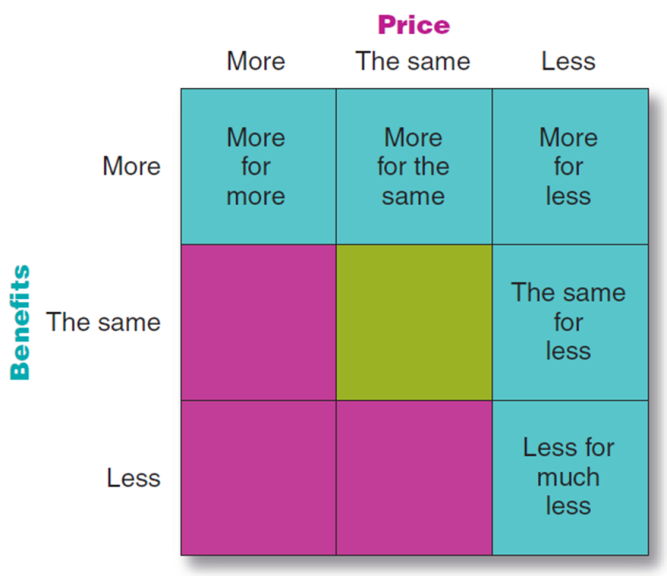 Price
More The same Less
More
More
for
more
More
for the
same
More
for
less
Benefits
The same
The same
for
less
Less
Less for
much
less